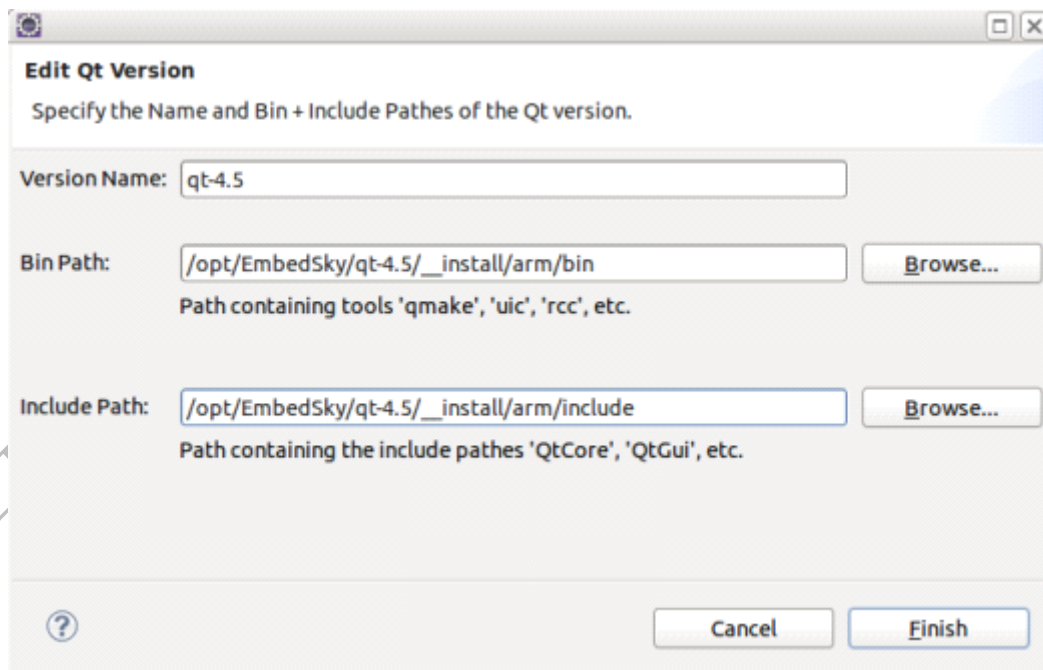 Edit Qt Version
Specify the Name and Bin + Include Pathes of the Qt version.
Version Name: qt-4.5
Bin Path: /opt/EmbedSky/qt-4.5/__install/arm/bin Browse...
Path containing tools 'qmake', 'uic', 'rcc', etc.
Include Path: /opt/EmbedSky/qt-4.5/__install/arm/include Browse...
Path containing the include pathes 'QtCore', 'QtGui', etc.
? Cancel Finish